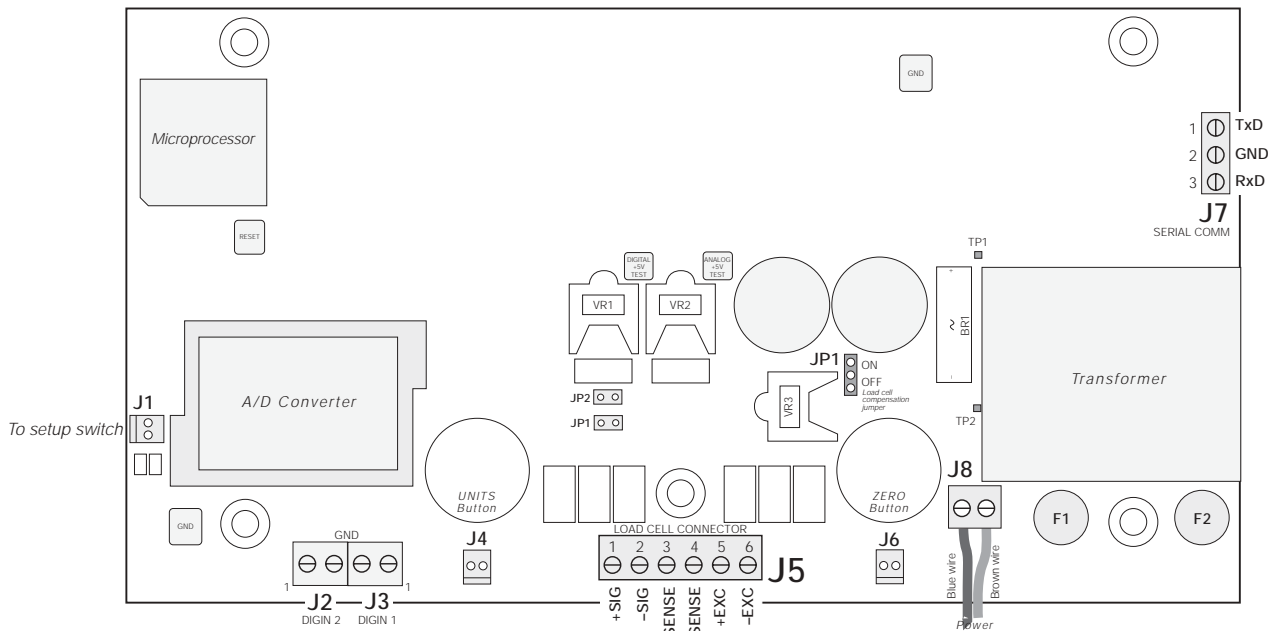 GND
Microprocessor
1 TxD
2 GND
3 RxD
J7
SERIAL COMM
RESET
TP1
DIGITAL
+5V
TEST
ANALOG
+5V
TEST
VR1
VR2
+
~
BR1
–
JP1
ON
OFF
Load cell
compensation
jumper
Transformer
A/D Converter
JP2
JP1
VR3
J1
To setup switch
TP2
J8
UNITS
Button
ZERO
Button
F1
F2
GND
LOAD CELL CONNECTOR
GND
J4
1 2 3 4 5 6
J5
J6
1
1
J2
DIGIN 2
J3
DIGIN 1
+SIG
–SIG
SENSE
SENSE
+EXC
–EXC
Blue wire
Brown wire
Power